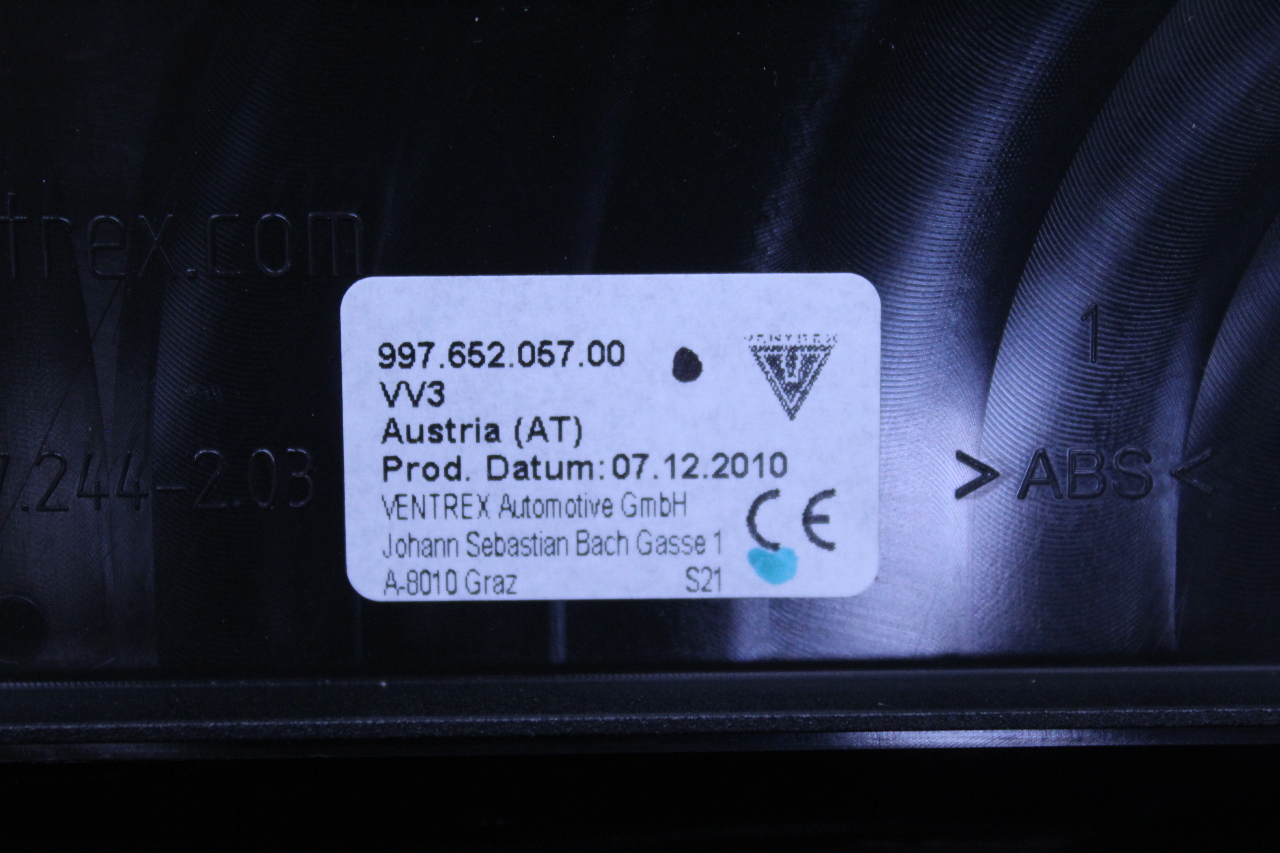 trex.com
997.652.057.00
VENTREX
VV3
Austria (AT)
Prod. Datum: 07.12.2010
VENTREX Automotive GmbH
CE
Johann Sebastian Bach Gasse 1
A-8010 Graz S21
.244-2.03
1
>ABS<